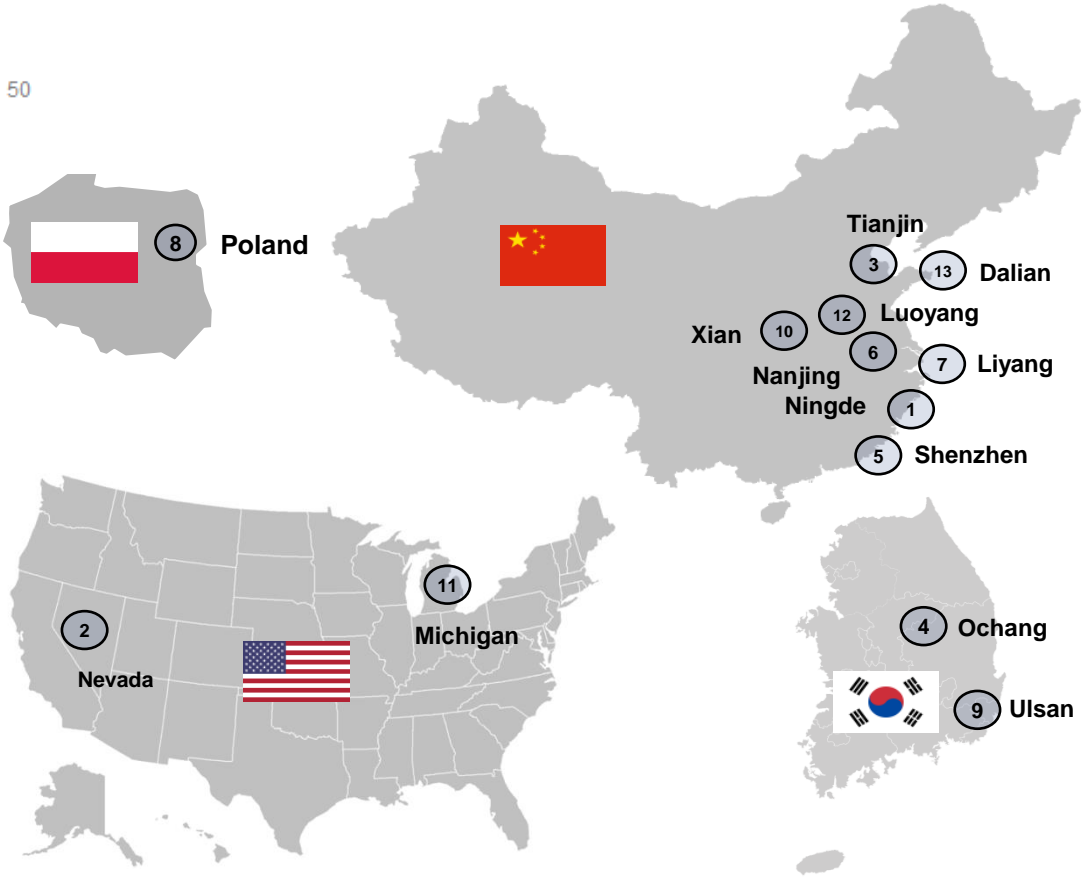 50
Tianjin
3
13
Dalian
8
Poland
12
Luoyang
Xian
10
6
7
Liyang
Nanjing
Ningde
1
5
Shenzhen
11
Michigan
2
Nevada
4
Ochang
9
Ulsan